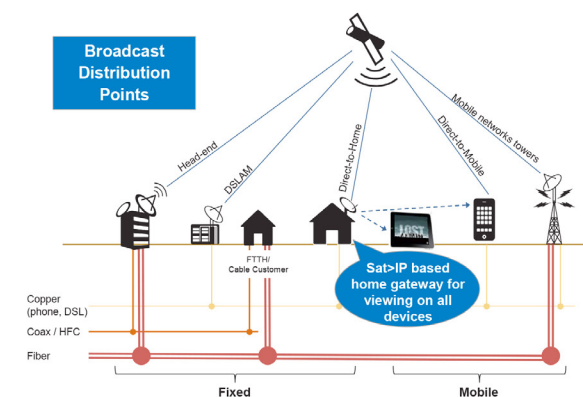 Broadcast
Distribution
Points
Head-end
DSLAM
Direct-to-Home
Direct-to-Mobile
Mobile networks towers
LOST
FTTH/
Cable Customer
Sat>IP based
home gateway for
viewing on all
devices
Copper
(phone, DSL)
Coax / HFC
Fiber
Fixed
Mobile